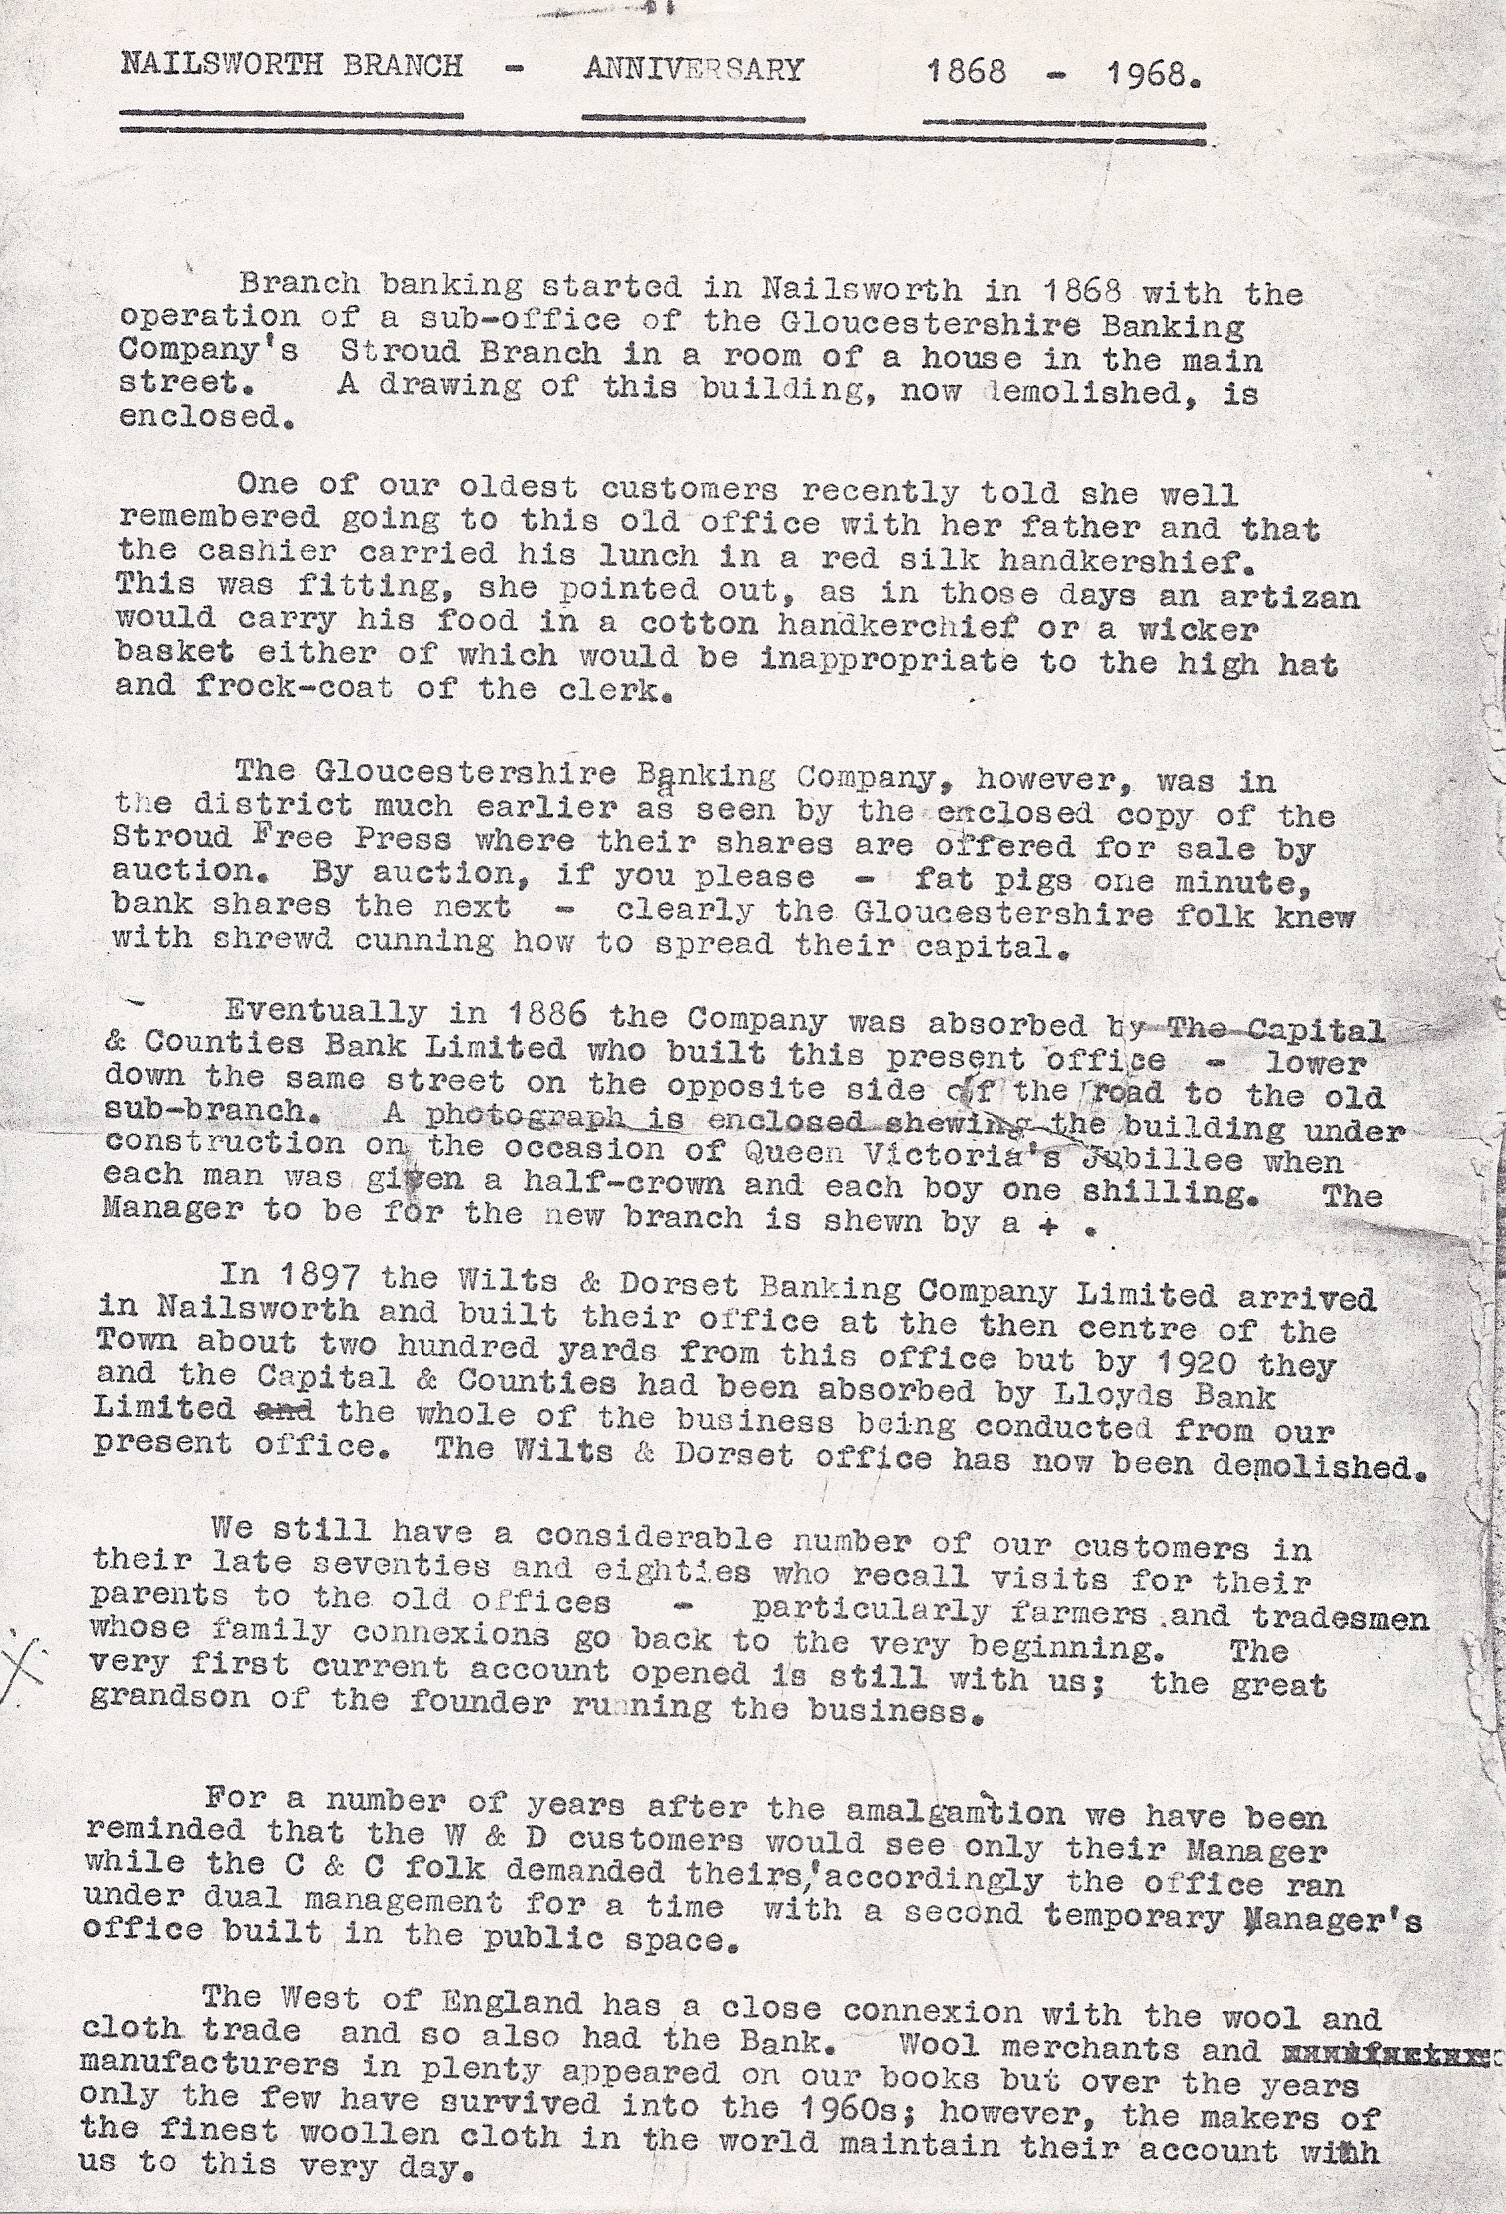 NAILSWORTH BRANCH - ANNIVERSARY 1868 - 1968.
Branch banking started in Nailsworth in 1868 with the
operation of a sub-office of the Gloucestershire Banking
Company's Stroud Branch in a room of a house in the main
street. A drawing of this building, now demolished, is
enclosed.
One of our oldest customers recently told she well
remembered going to this old office with her father and that
the cashier carried his lunch in a red silk handkershief.
This was fitting, she pointed out, as in those days an artizan
would carry his food in a cotton handkerchief or a wicker
basket either of which would be inappropriate to the high hat
and frock-coat of the clerk.
The Gloucestershire Banking Company, however, was in
the district much earlier as seen by the enclosed copy of the
Stroud Free Press where their shares are offered for sale by
auction. By auction, if you please - fat pigs one minute,
bank shares the next - clearly the Gloucestershire folk knew
with shrewd cunning how to spread their capital.
Eventually in 1886 the Company was absorbed by The Capital
& Counties Bank Limited who built this present office - lower
down the same street on the opposite side of the road to the old
sub-branch. A photograph is enclosed shewing the building under
construction on the occasion of Queen Victoria's Jubillee when
each man was given a half-crown and each boy one shilling. The
Manager to be for the new branch is shewn by a + .
In 1897 the Wilts & Dorset Banking Company Limited arrived
in Nailsworth and built their office at the then centre of the
Town about two hundred yards from this office but by 1920 they
and the Capital & Counties had been absorbed by Lloyds Bank
Limited and the whole of the business being conducted from our
present office. The Wilts & Dorset office has now been demolished.
We still have a considerable number of our customers in
their late seventies and eighties who recall visits for their
parents to the old offices - particularly farmers and tradesmen
whose family connexions go back to the very beginning. The
very first current account opened is still with us; the great
grandson of the founder running the business.
For a number of years after the amalgamtion we have been
reminded that the W & D customers would see only their Manager
while the C & C folk demanded theirs, accordingly the office ran
under dual management for a time with a second temporary Manager's
office built in the public space.
The West of England has a close connexion with the wool and
cloth trade and so also had the Bank. Wool merchants and
manufacturers in plenty appeared on our books but over the years
only the few have survived into the 1960s; however, the makers of
the finest woollen cloth in the world maintain their account with
us to this very day.